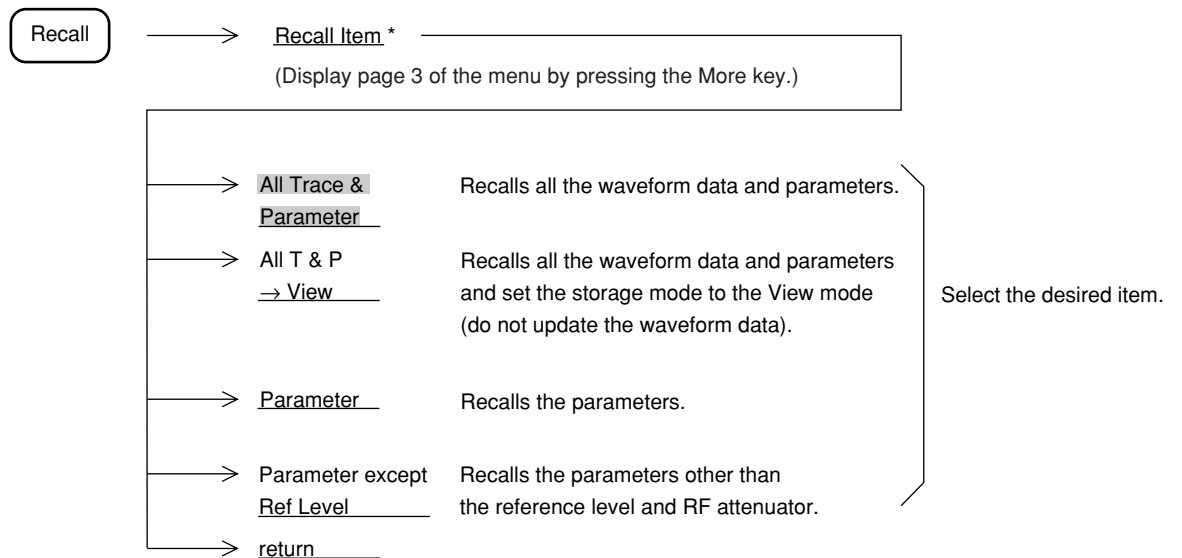 Recall
Recall Item *
(Display page 3 of the menu by pressing the More key.)
All Trace &
Parameter
Recalls all the waveform data and parameters.
All T & P
→ View
Recalls all the waveform data and parameters
and set the storage mode to the View mode
(do not update the waveform data).
Select the desired item.
Parameter
Recalls the parameters.
Parameter except
Ref Level
Recalls the parameters other than
the reference level and RF attenuator.
return